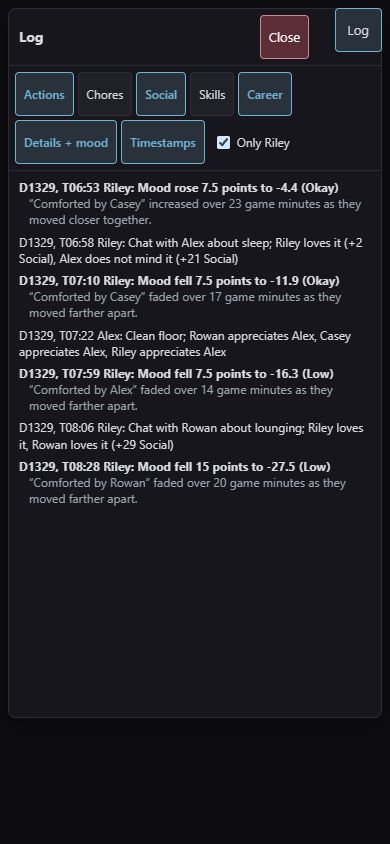 Log
Close
Log
Actions
Chores
Social
Skills
Career
Details + mood
Timestamps
Only Riley
D1329, T06:53 Riley: Mood rose 7.5 points to -4.4 (Okay)
“Comforted by Casey” increased over 23 game minutes as they
moved closer together.
D1329, T06:58 Riley: Chat with Alex about sleep; Riley loves it (+2
Social), Alex does not mind it (+21 Social)
D1329, T07:10 Riley: Mood fell 7.5 points to -11.9 (Okay)
“Comforted by Casey” faded over 17 game minutes as they
moved farther apart.
D1329, T07:22 Alex: Clean floor; Rowan appreciates Alex, Casey
appreciates Alex, Riley appreciates Alex
D1329, T07:59 Riley: Mood fell 7.5 points to -16.3 (Low)
“Comforted by Alex” faded over 14 game minutes as they
moved farther apart.
D1329, T08:06 Riley: Chat with Rowan about lounging; Riley loves
it, Rowan loves it (+29 Social)
D1329, T08:28 Riley: Mood fell 15 points to -27.5 (Low)
“Comforted by Rowan” faded over 20 game minutes as they
moved farther apart.